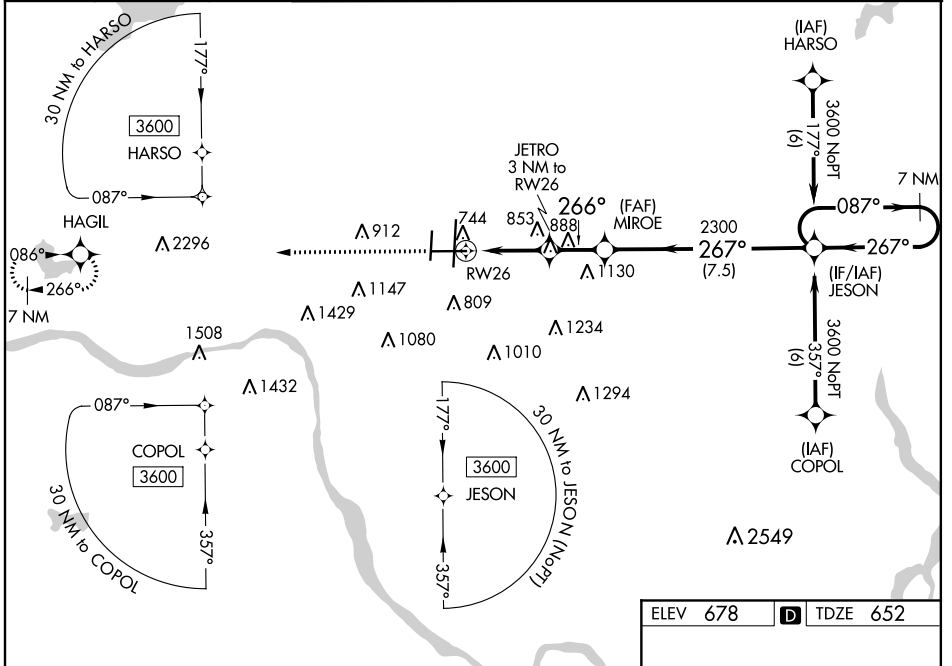 30 NM to HARSO
177°
3600
HARSO
087°
(IAF)
HARSO
3600 NoPT
177°
(6)
7 NM
087°
267°
JETRO
3 NM to
RW26
266°
(FAF)
MIROE
2300
267°
(7.5)
(IF/IAF)
JESON
HAGIL
086°
266°
7 NM
2296
912
744
853
888
RW26
1130
1147
809
1429
1080
1234
1010
1508
1432
1294
3600 NoPT
357°
(6)
(IAF)
COPOL
087°
COPOL
3600
357°
30 NM to COPOL
177°
3600
JESON
357°
30 NM to JESON (NoPT)
2549
ELEV 678 D TDZE 652